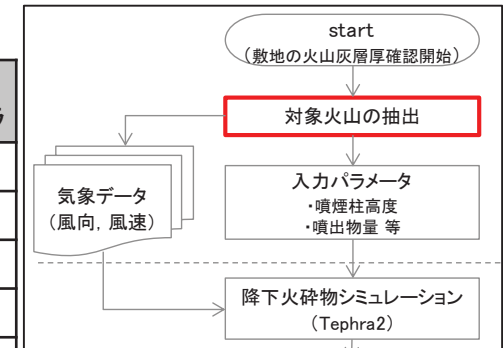 start
(敷地の火山灰層厚確認開始)
対象火山の抽出
気象データ
(風向, 風速)
入力パラメータ
・噴煙柱高度
・噴出物量 等
降下火砕物シミュレーション
(Tephra2)